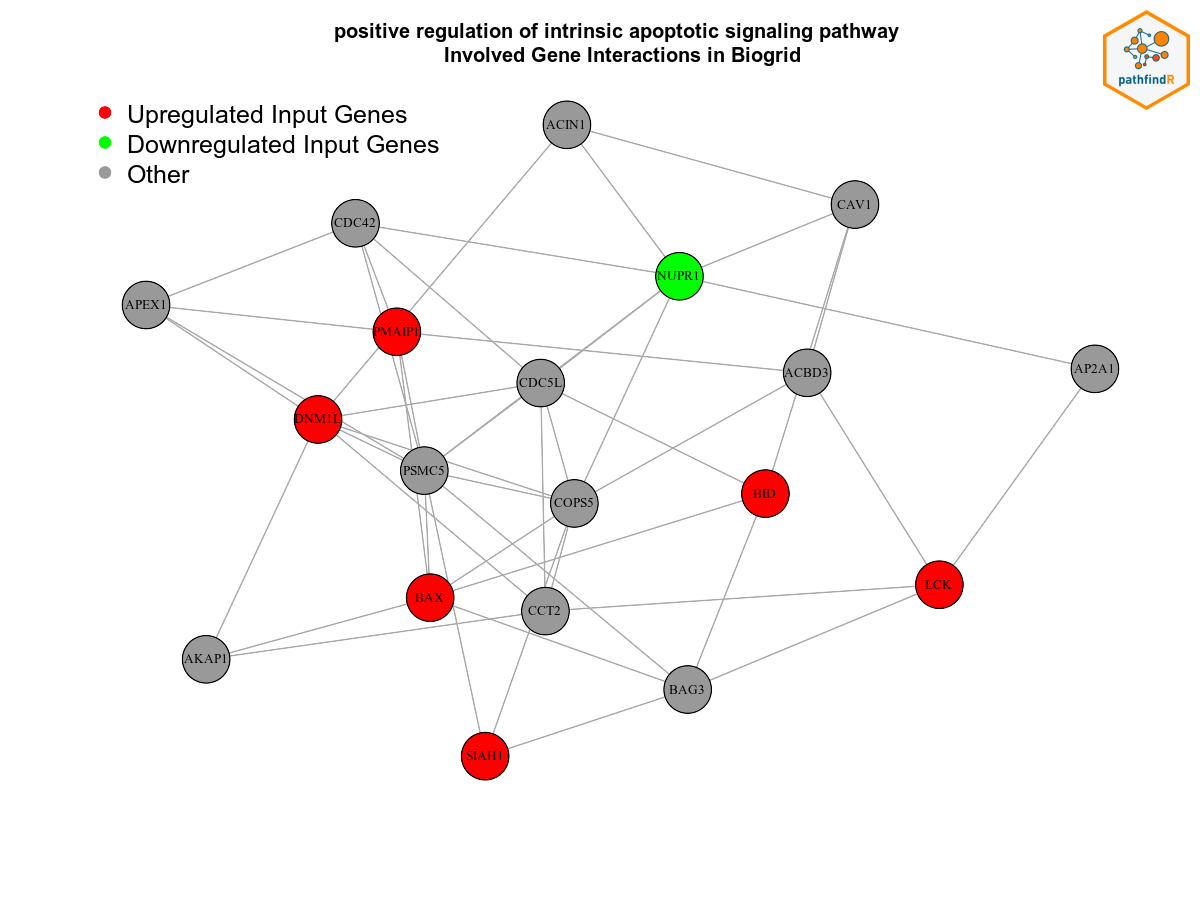 positive regulation of intrinsic apoptotic signaling pathway
Involved Gene Interactions in Biogrid
pathfindR
Upregulated Input Genes
Downregulated Input Genes
Other
ACIN1
CAV1
CDC42
NUPR1
APEX1
PMAIP1
AP2A1
ACBD3
CDC5L
DNM1L
PSMC5
BID
COPS5
LCK
BAX
CCT2
AKAP1
BAG3
SIAH1